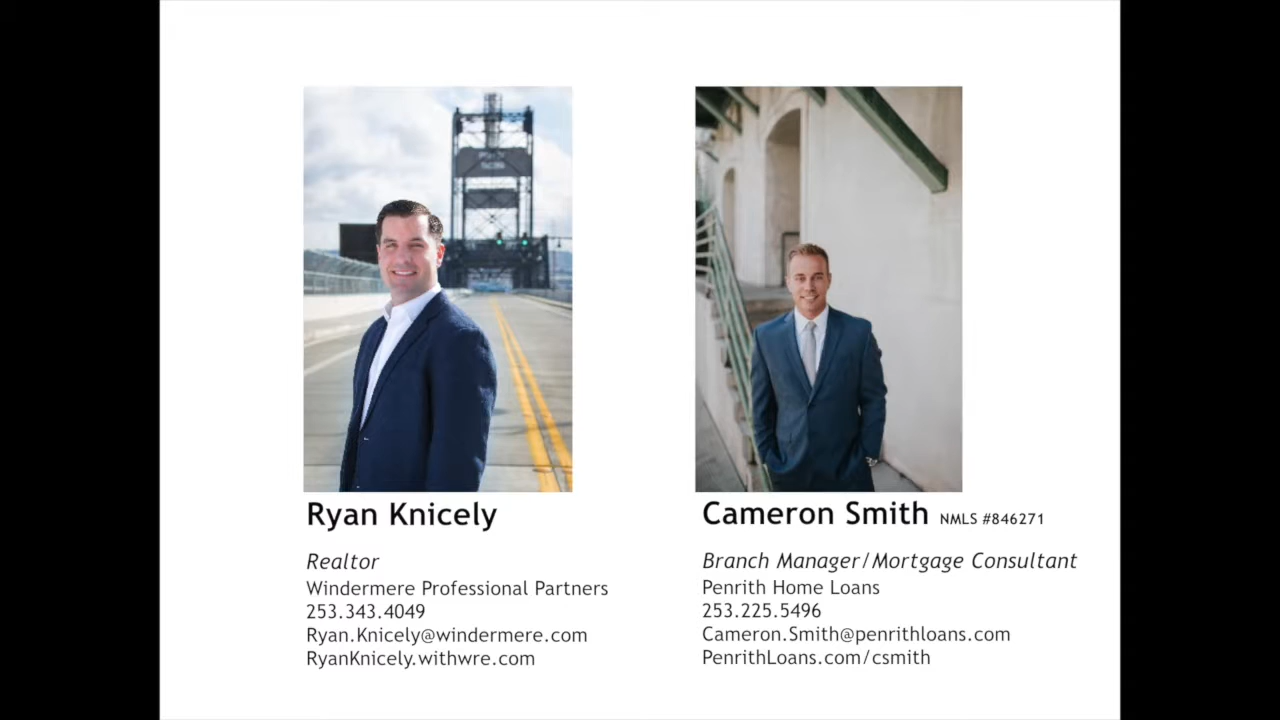 Ryan Knicely
Realtor
Windermere Professional Partners
253.343.4049
Ryan.Knicely@windermere.com
RyanKnicely.withwre.com
Cameron Smith NMLS #846271
Branch Manager/Mortgage Consultant
Penrith Home Loans
253.225.5496
Cameron.Smith@penrithloans.com
PenrithLoans.com/csmith